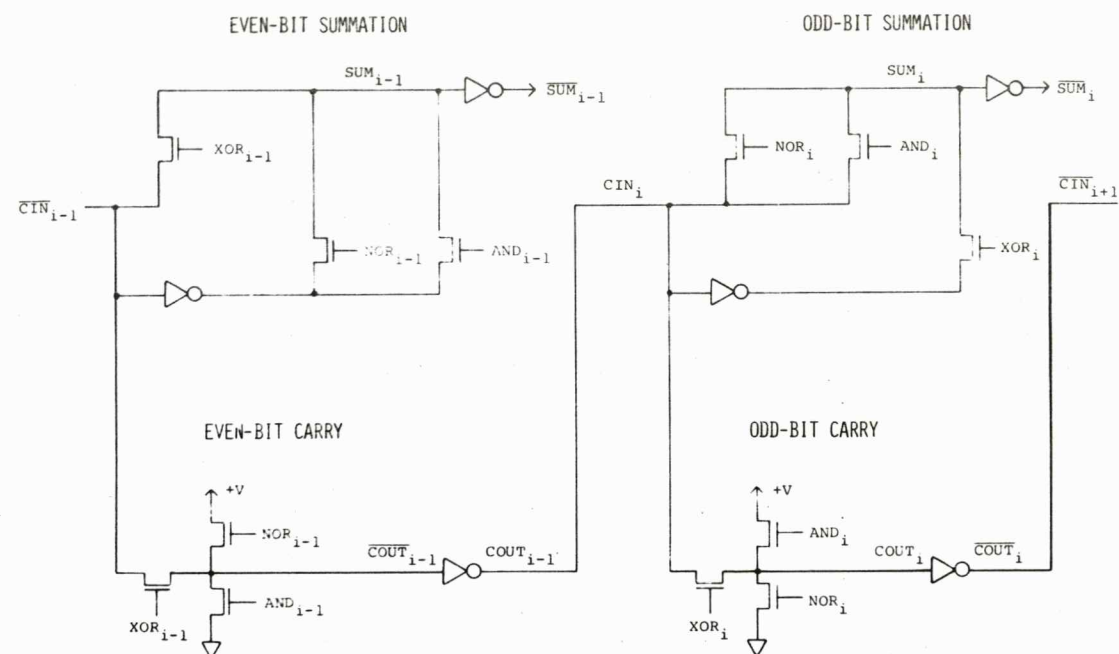 EVEN-BIT SUMMATION
ODD-BIT SUMMATION
SUM_{i-1}
\overline{SUM}_{i-1}
SUM_i
\overline{SUM}_i
XOR_{i-1}
NOR_i
AND_i
\overline{CIN}_{i-1}
CIN_i
\overline{CIN}_{i+1}
NOR_{i-1}
AND_{i-1}
XOR_i
EVEN-BIT CARRY
ODD-BIT CARRY
+V
+V
NOR_{i-1}
AND_i
\overline{COUT}_{i-1}
COUT_{i-1}
COUT_i
\overline{COUT}_i
AND_{i-1}
NOR_i
XOR_{i-1}
XOR_i